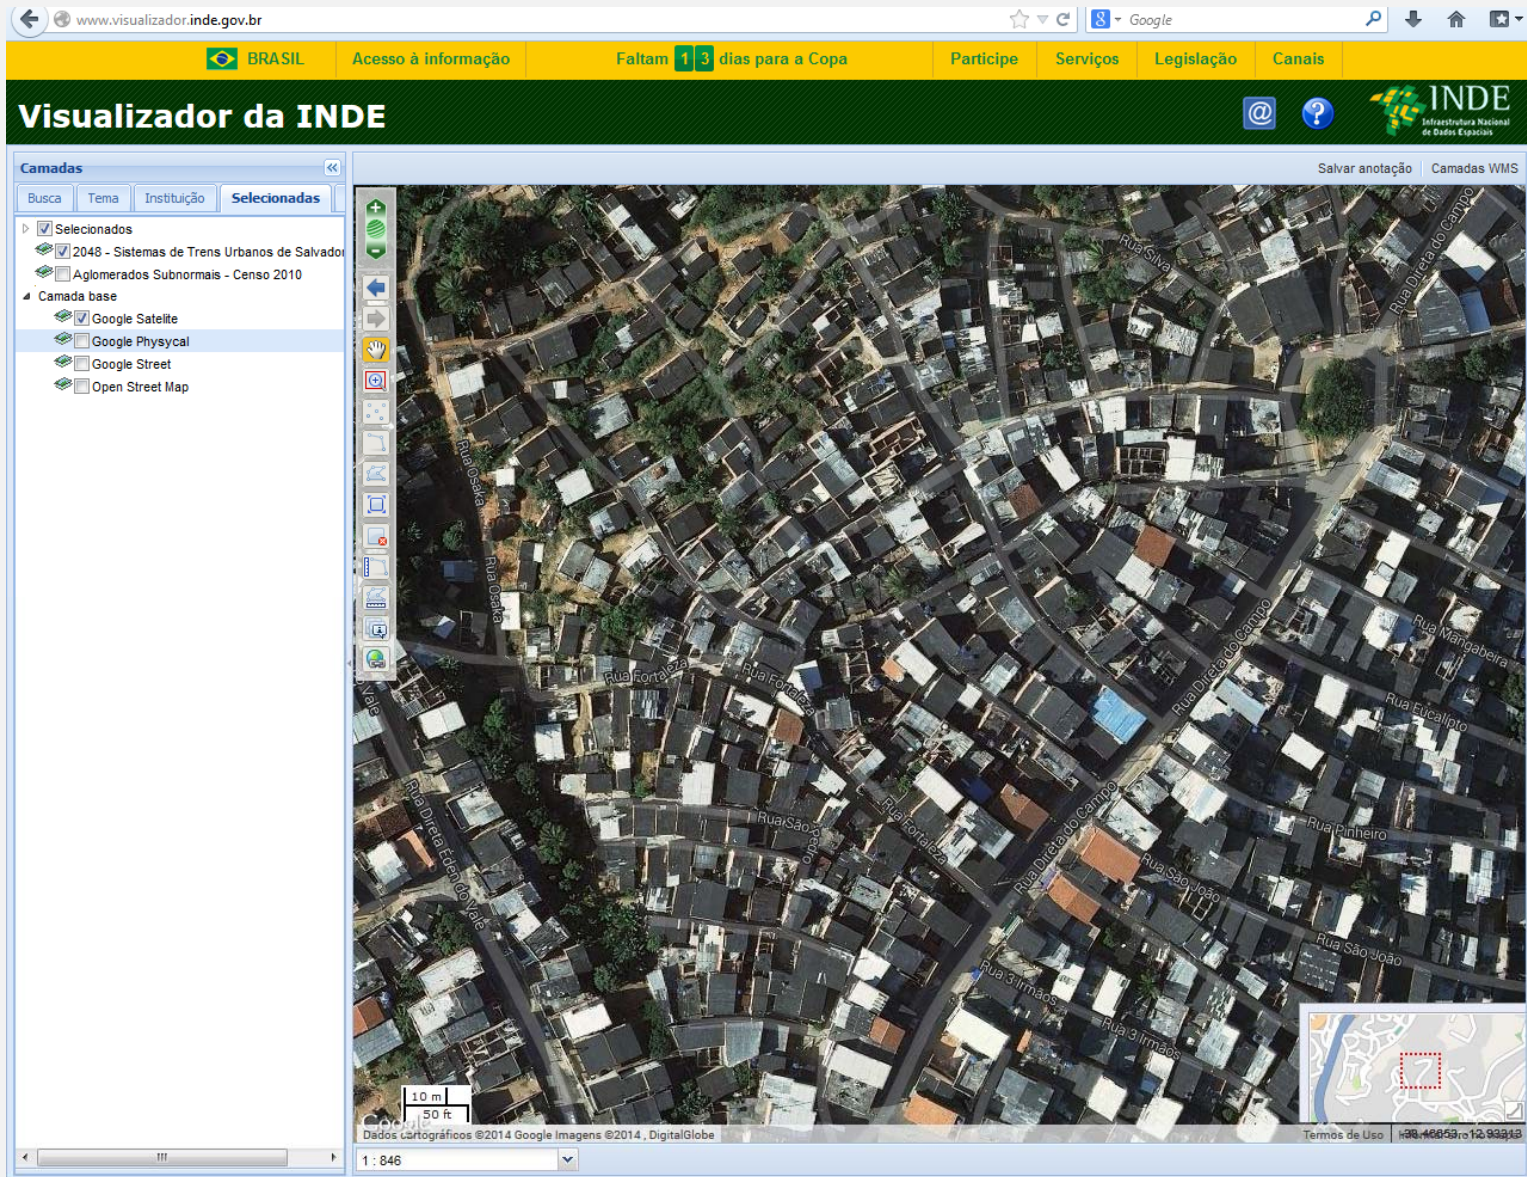 www.visualizador.inde.gov.br
Google
BRASIL
Acesso à informação
Faltam 13 dias para a Copa
Participe
Serviços
Legislação
Canais
Visualizador da INDE
@
?
INDE
Infraestrutura Nacional
de Dados Espaciais
Camadas
Salvar anotação
Camadas WMS
Busca
Tema
Instituição
Selecionadas
Selecionados
2048 - Sistemas de Trens Urbanos de Salvador
Aglomerados Subnormais - Censo 2010
Camada base
Google Satelite
Google Physycal
Google Street
Open Street Map
Rua Silva
Rua Direta do Campo
Rua Osaka
Rua Osaka
Rua Direta do Campo
Rua Mangabeira
Rua Fortaleza
Rua Fortaleza
Vale
Rua Eucalipto
Rua Direta Éden do Vale
Rua São Pedro
Rua Fortaleza
Rua Direta do Campo
Rua Pinheiro
Rua São João
Rua São João
Rua 3 Irmãos
Rua 3 Irmãos
10 m
50 ft
Google
Dados cartográficos ©2014 Google Imagens ©2014 , DigitalGlobe
Termos de Uso
1 : 846